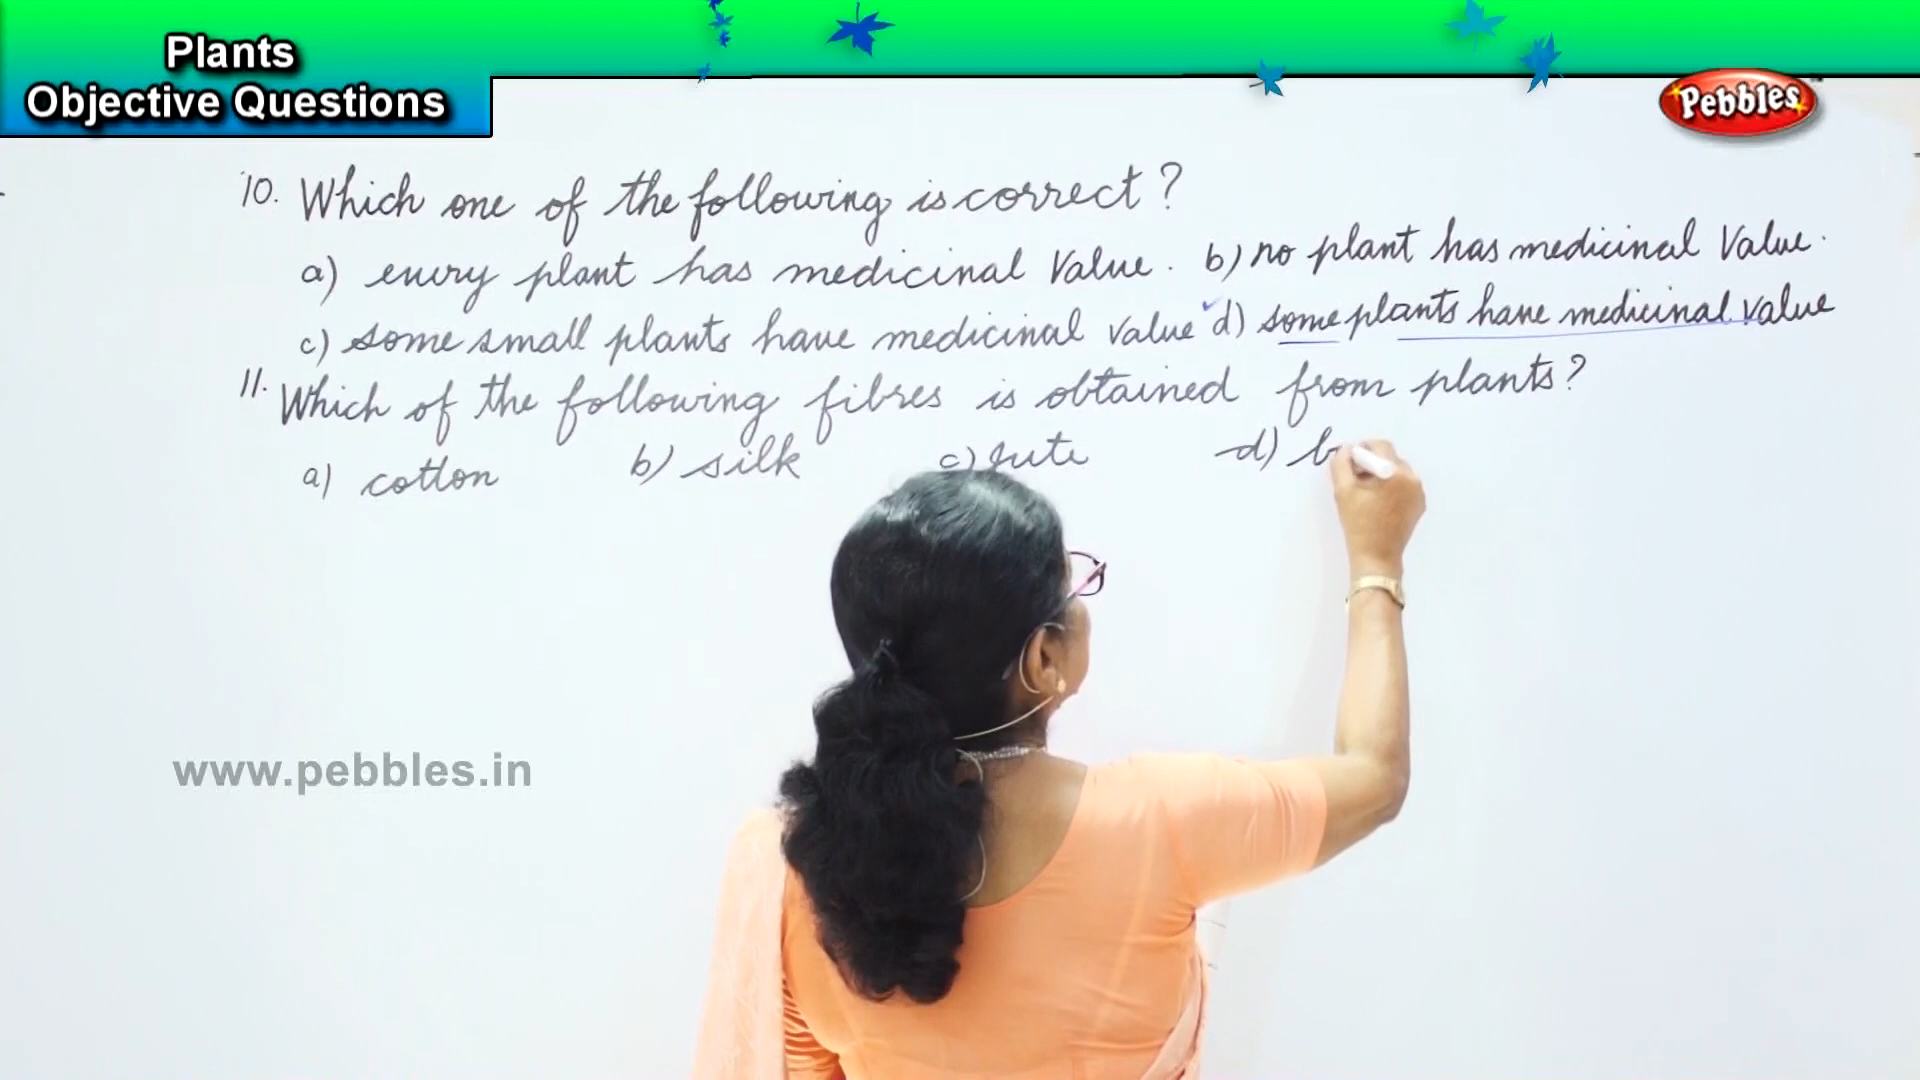 Plants
Objective Questions
Pebbles
10. Which one of the following is correct?
a) every plant has medicinal Value. b) no plant has medicinal Value.
c) some small plants have medicinal value d) some plants have medicinal value
11. Which of the following fibres is obtained from plants?
a) cotton b) silk c) jute d) b
www.pebbles.in